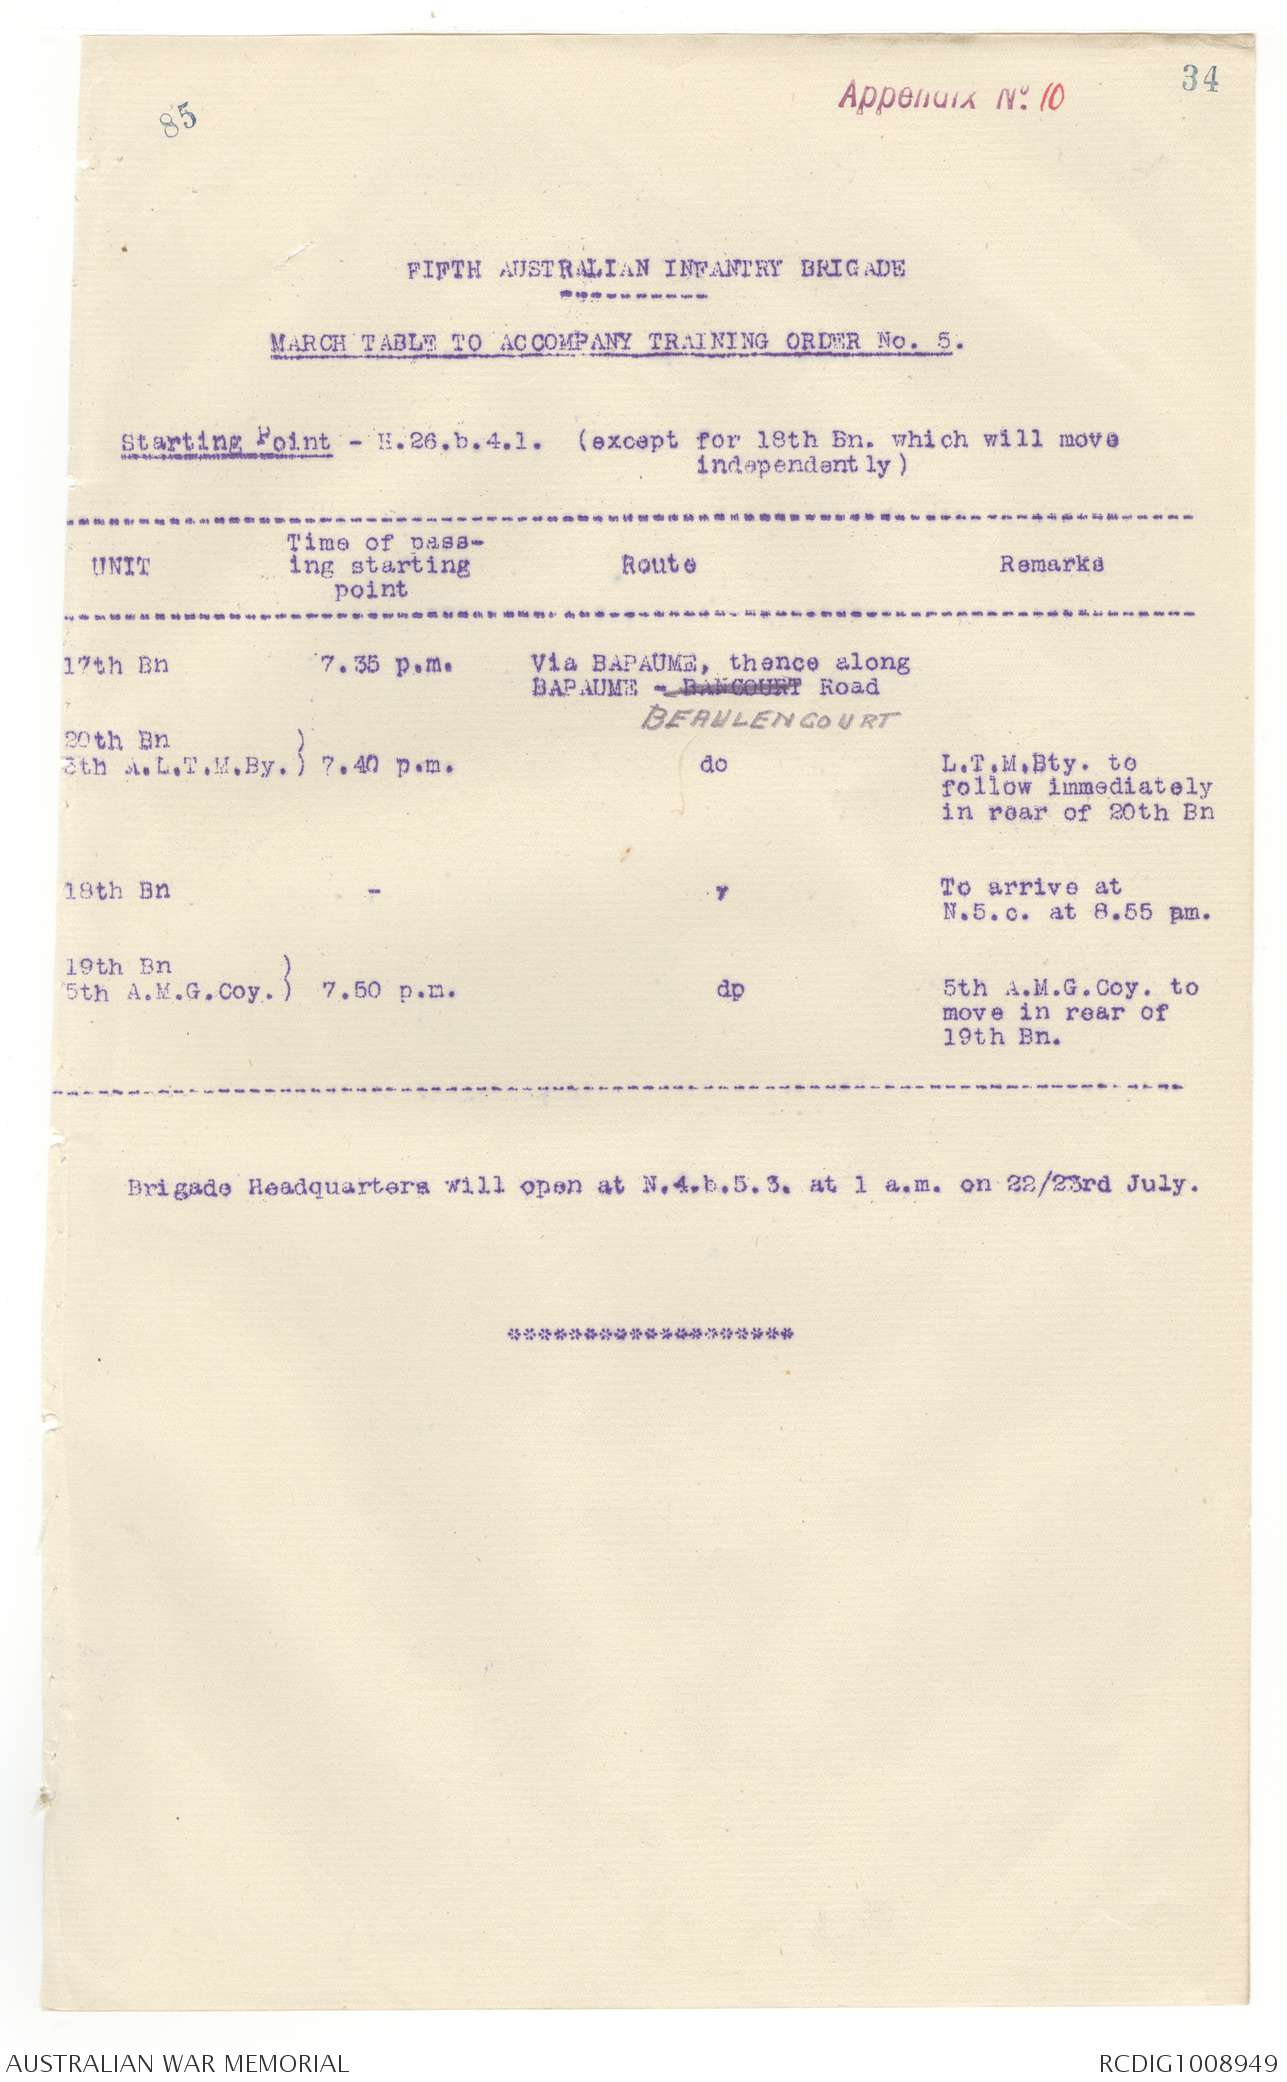 34
Appendix No. 10
85
FIFTH AUSTRALIAN INFANTRY BRIGADE
----------
MARCH TABLE TO ACCOMPANY TRAINING ORDER No. 5.
Starting Point - H.26.b.4.1. (except for 18th Bn. which will move
independently)
Time of pass-
UNIT ing starting Route Remarks
point
17th Bn 7.35 p.m. Via BAPAUME, thence along
BAPAUME - BANCOURT Road
BEAULENCOURT
20th Bn )
5th A.L.T.M.By. ) 7.40 p.m. do L.T.M.Bty. to
follow immediately
in rear of 20th Bn
18th Bn - To arrive at
N.5.c. at 8.55 pm.
19th Bn )
5th A.M.G.Coy. ) 7.50 p.m. dp 5th A.M.G.Coy. to
move in rear of
19th Bn.
Brigade Headquarters will open at N.4.b.5.3. at 1 a.m. on 22/23rd July.
*******************
AUSTRALIAN WAR MEMORIAL RCDIG1008949